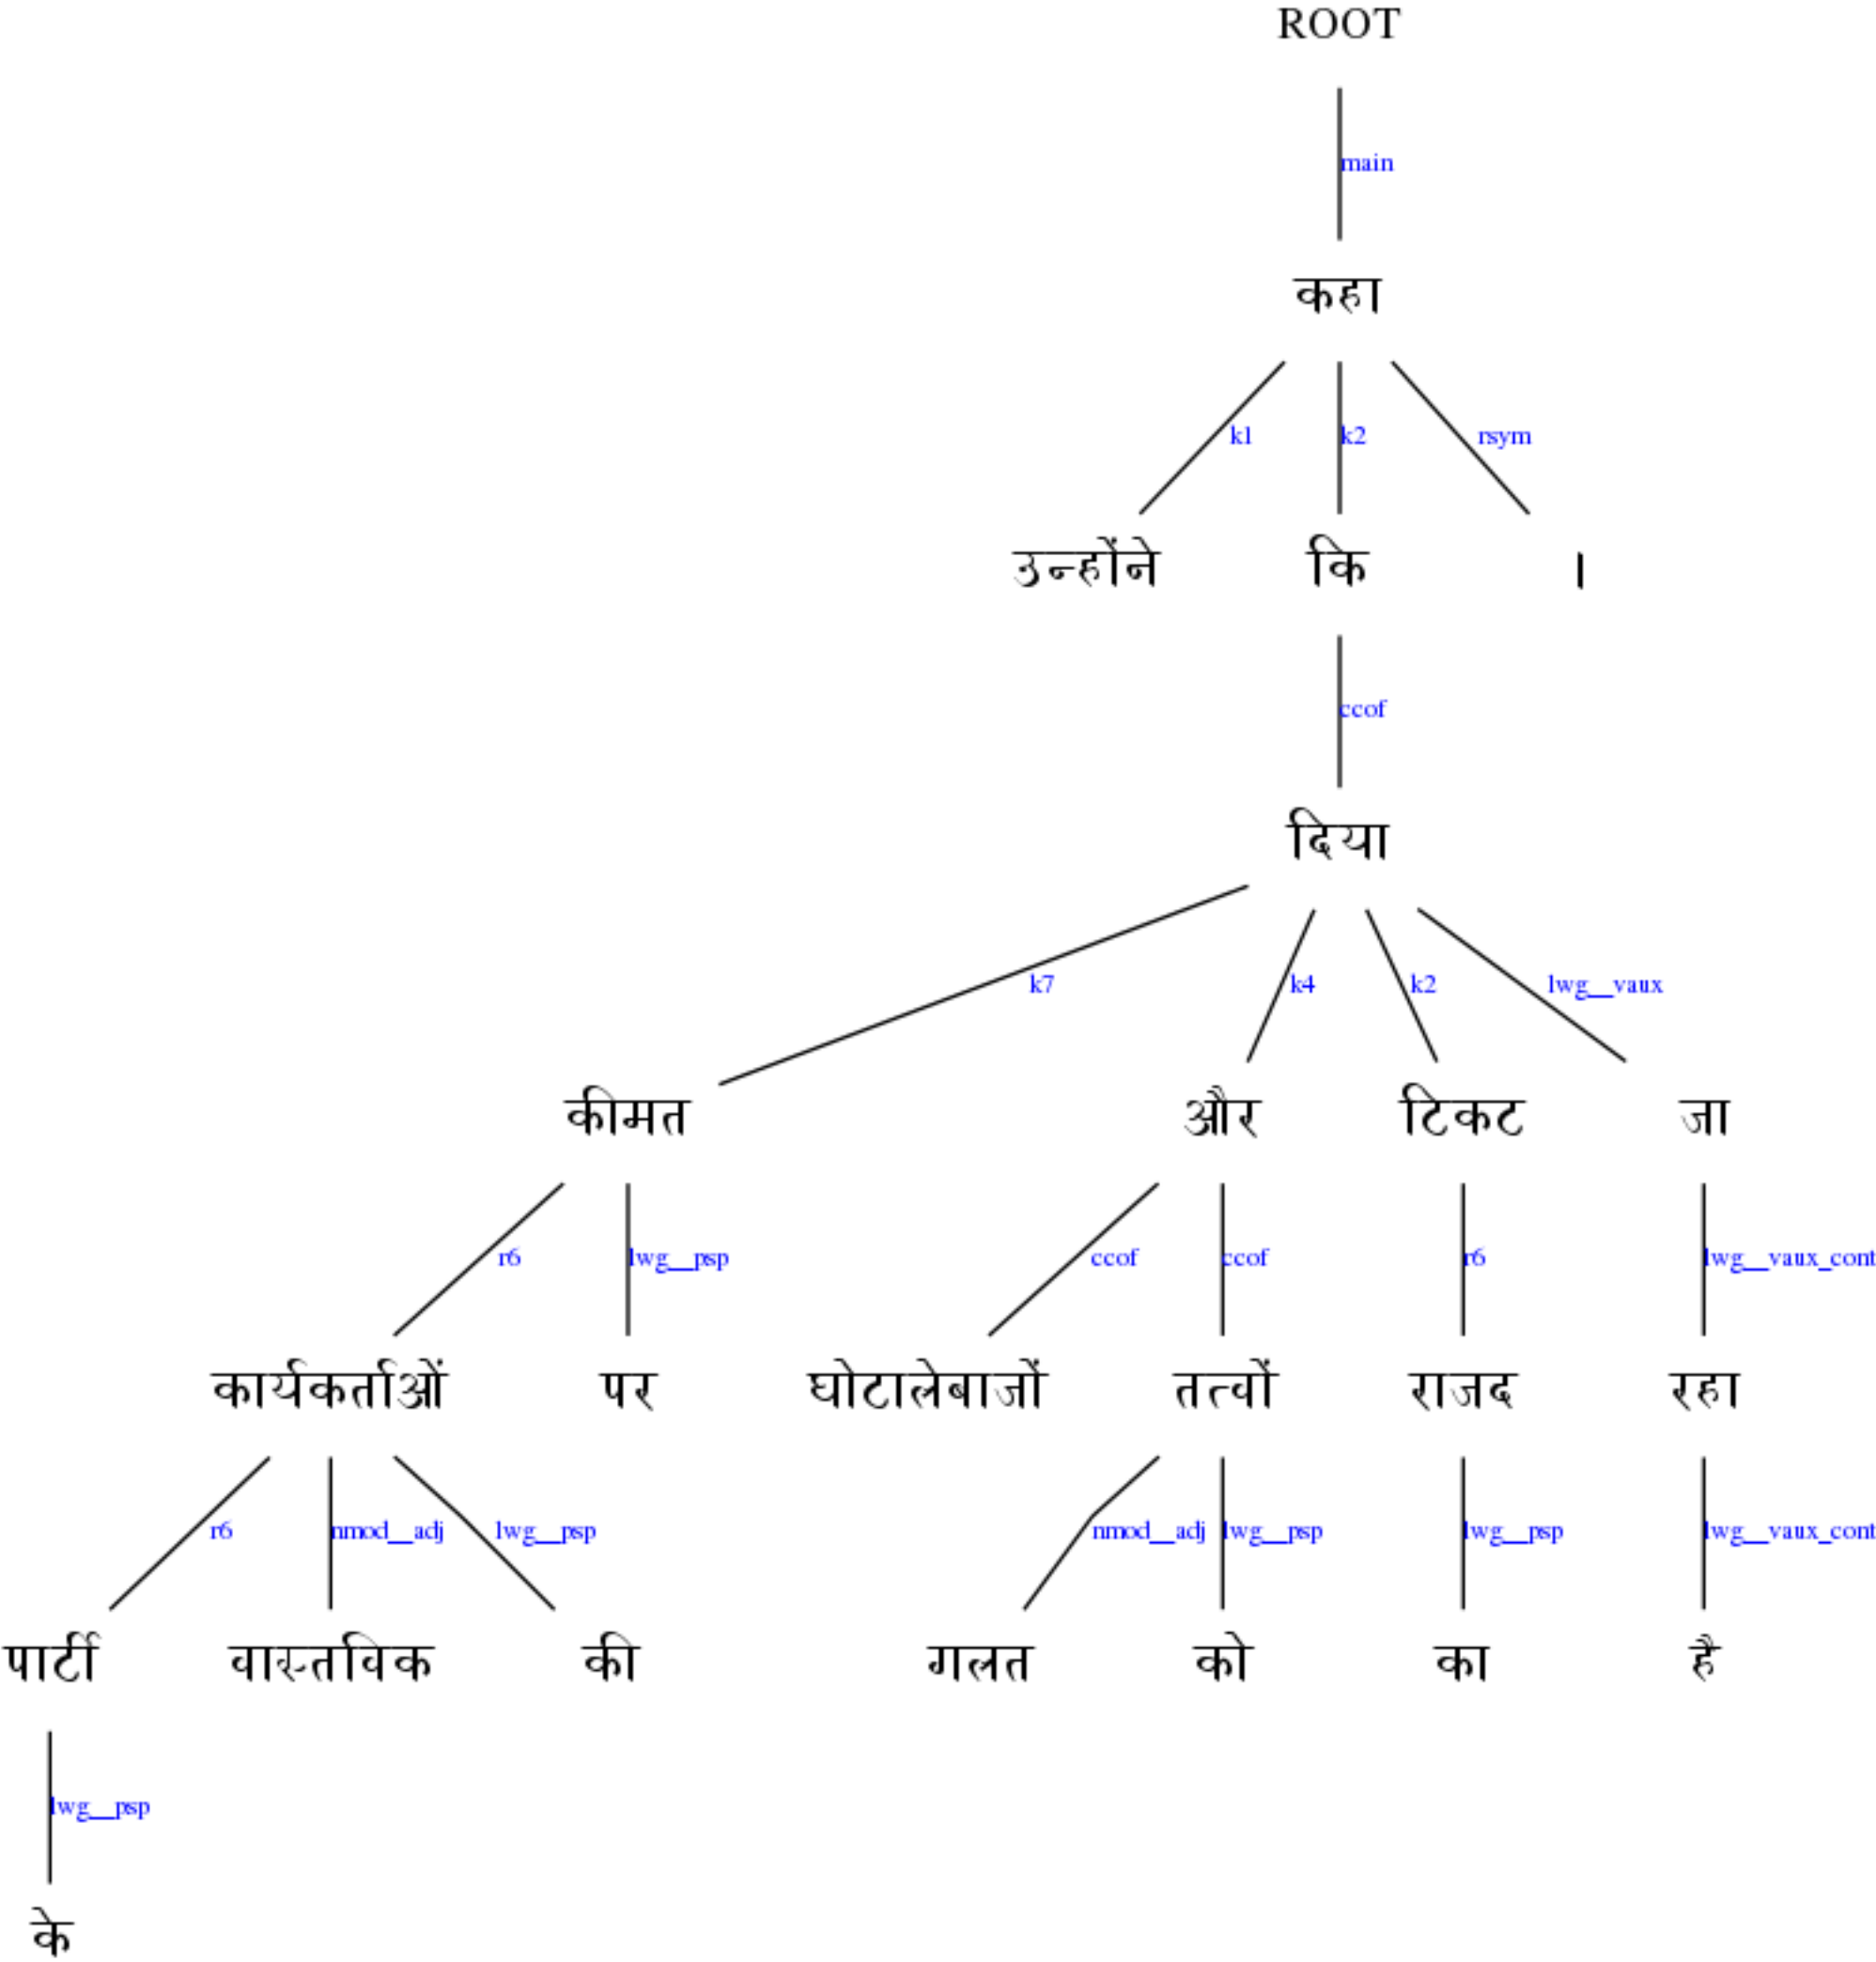 ROOT
main
कहा
k1 k2 rsym
उन्होंने कि ।
ccof
दिया
k7 k4 k2 lwg__vaux
कीमत और टिकट जा
r6 lwg__psp ccof ccof r6 lwg__vaux_cont
कार्यकर्ताओं पर घोटालेबाजों तत्वों राजद रहा
r6 nmod__adj lwg__psp nmod__adj lwg__psp lwg__psp lwg__vaux_cont
पार्टी वास्तविक की गलत को का है
lwg__psp
के